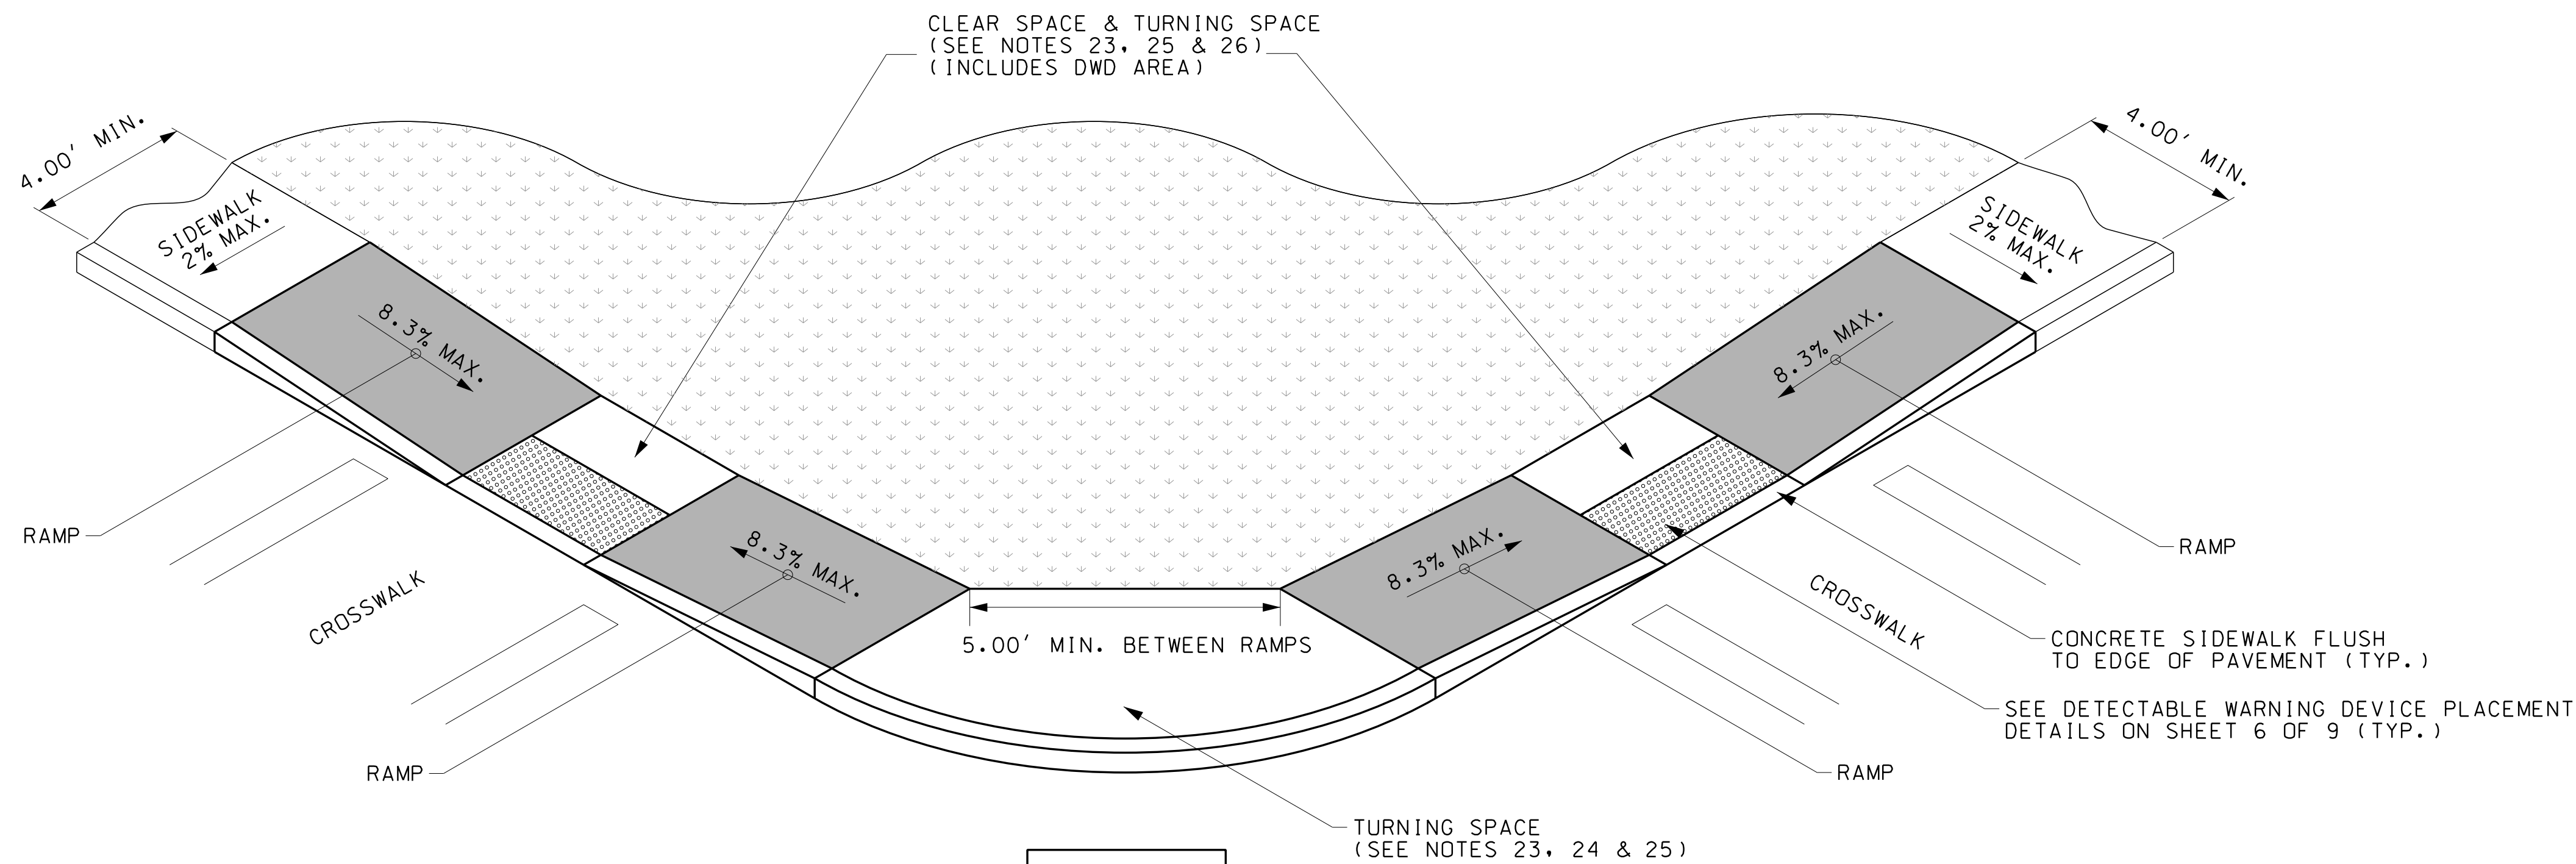 CLEAR SPACE & TURNING SPACE
(SEE NOTES 23, 25 & 26)
(INCLUDES DWD AREA)
4.00' MIN.
4.00' MIN.
SIDEWALK
2% MAX.
SIDEWALK
2% MAX.
8.3% MAX.
8.3% MAX.
RAMP
8.3% MAX.
8.3% MAX.
RAMP
CROSSWALK
CROSSWALK
5.00' MIN. BETWEEN RAMPS
CONCRETE SIDEWALK FLUSH
TO EDGE OF PAVEMENT (TYP.)
SEE DETECTABLE WARNING DEVICE PLACEMENT
DETAILS ON SHEET 6 OF 9 (TYP.)
RAMP
RAMP
TURNING SPACE
(SEE NOTES 23, 24 & 25)